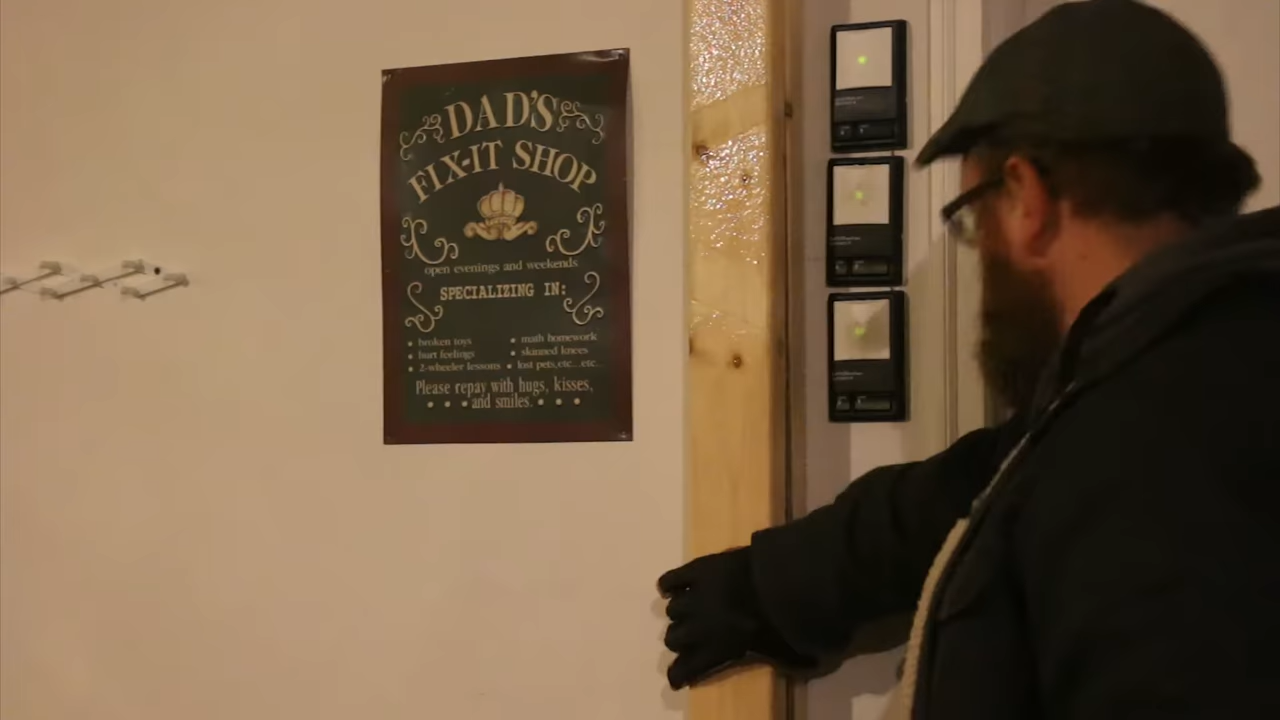 DAD'S
FIX-IT SHOP
open evenings and weekends
SPECIALIZING IN:
• broken toys
• hurt feelings
• 2-wheeler lessons
• math homework
• skinned knees
• lost pets, etc... etc.
Please repay with hugs, kisses,
• • • and smiles. • • •